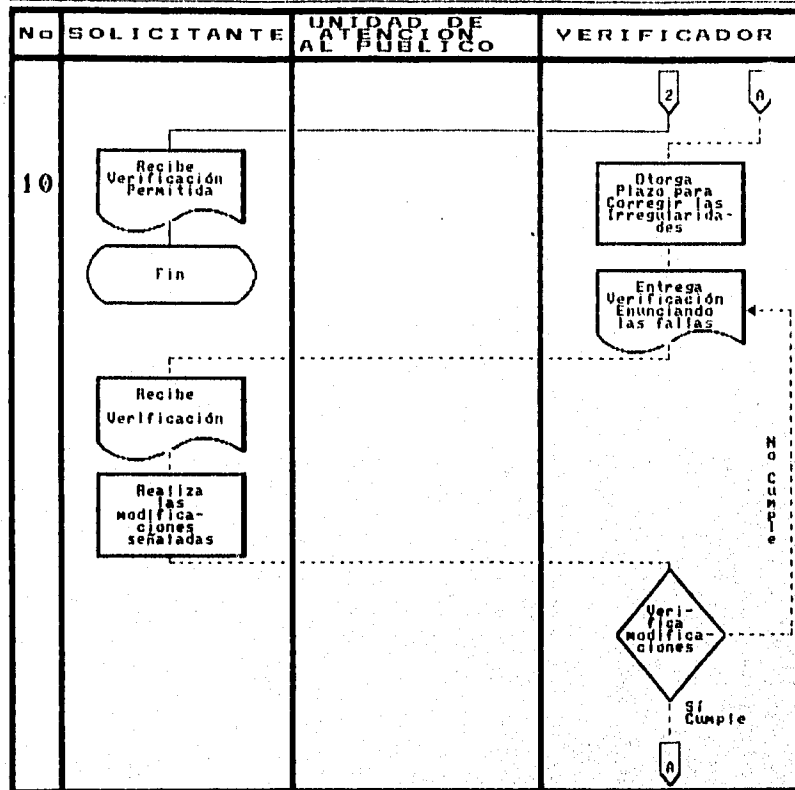 No SOLICITANTE UNIDAD DE ATENCION AL PUBLICO VERIFICADOR
2
A
10
Recibe
Verificación
Permitida
Otorga
Plazo para
Corregir las
Irregularida-
des
Fin
Entrega
Verificación
Enunciando
las fallas
Recibe
Verificación
No Cumple
Realiza
las
modifica-
ciones
señaladas
Veri-
fica
modifica-
ciones
Sí
Cumple
A